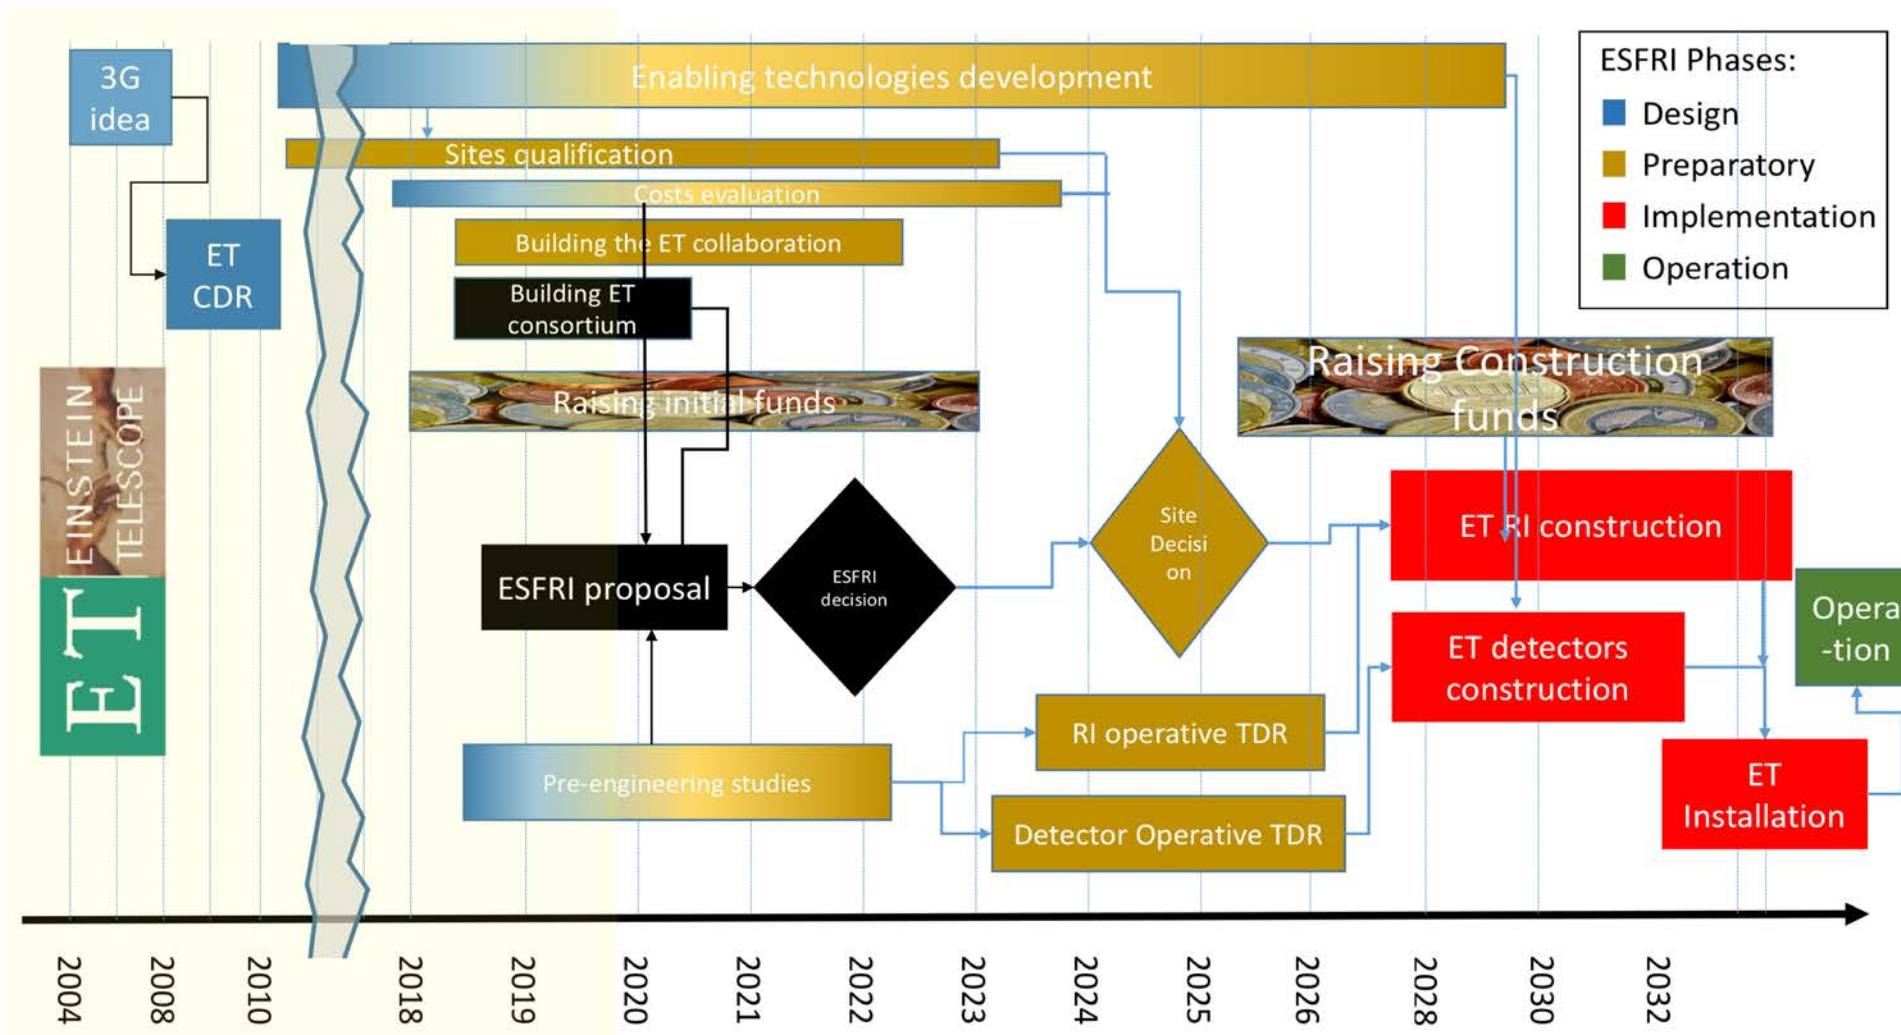 3G
idea
ET
CDR
EINSTEIN
TELESCOPE
ET
Enabling technologies development
Sites qualification
Costs evaluation
Building the ET collaboration
Building ET
consortium
Raising initial funds
ESFRI proposal
ESFRI
decision
Pre-engineering studies
Site
Decisi
on
RI operative TDR
Detector Operative TDR
Raising Construction
funds
ET RI construction
ET detectors
construction
ET
Installation
Opera
-tion
ESFRI Phases:
Design
Preparatory
Implementation
Operation
2004
2008
2010
2018
2019
2020
2021
2022
2023
2024
2025
2026
2028
2030
2032